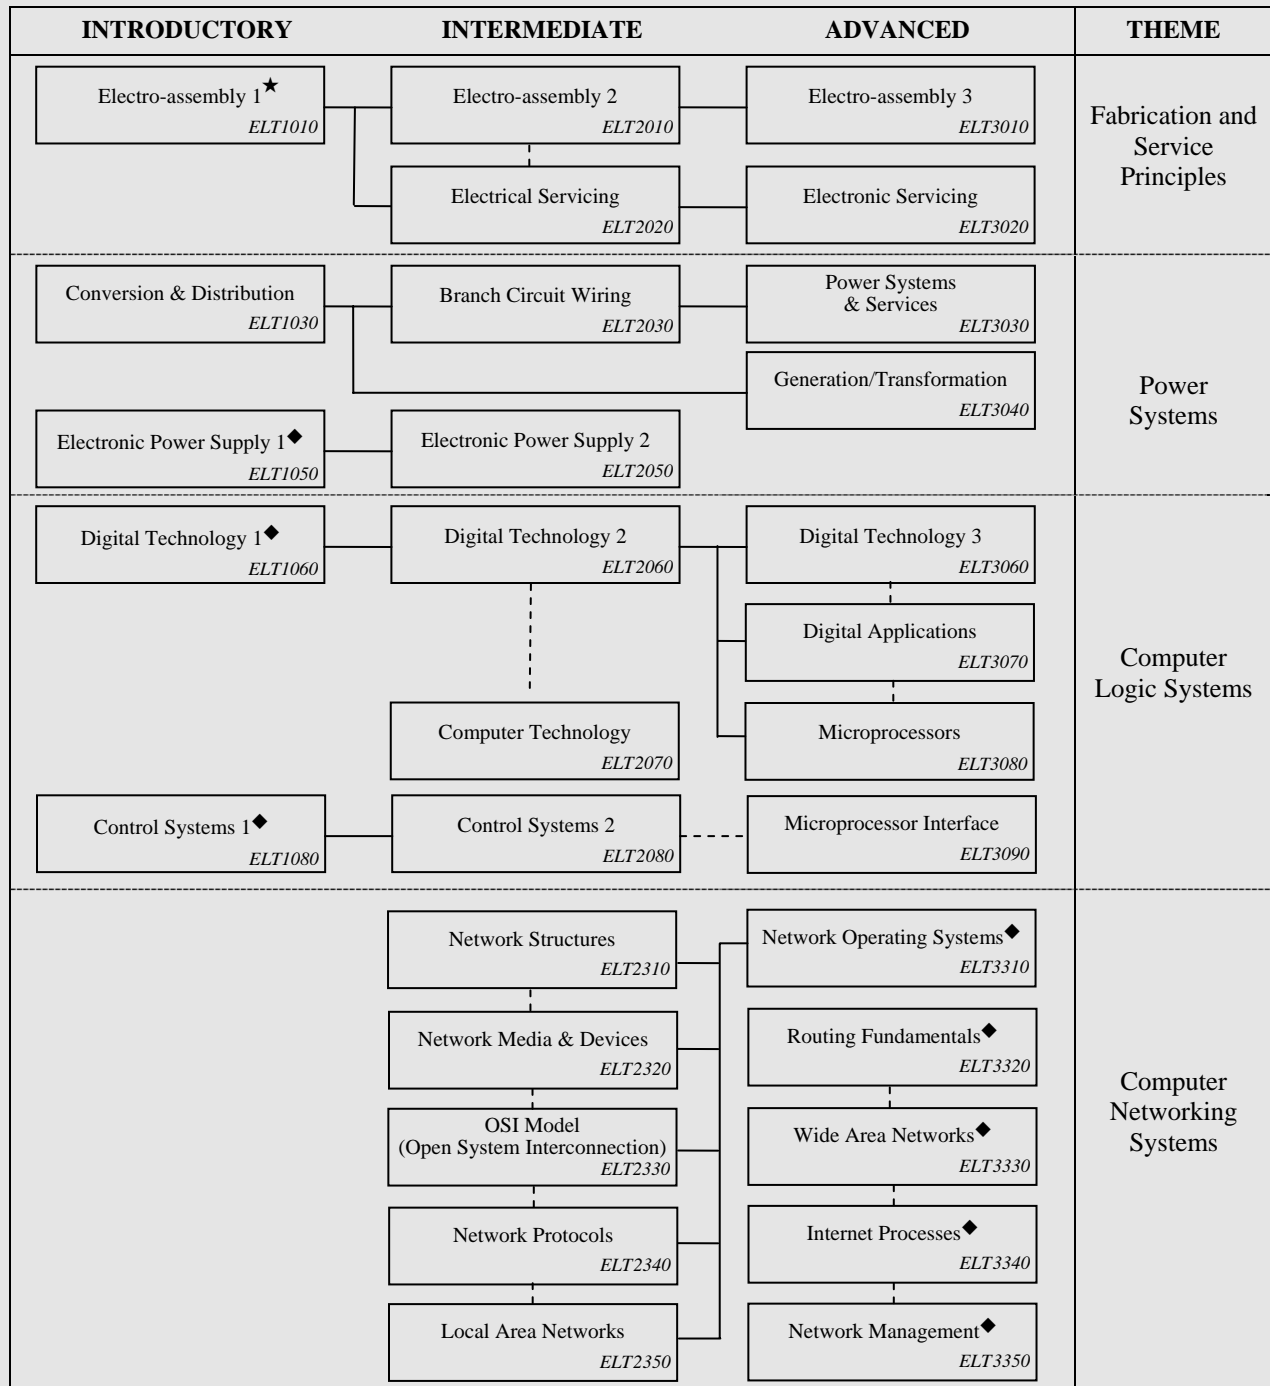 INTRODUCTORY
INTERMEDIATE
ADVANCED
THEME
Electro-assembly 1★
ELT1010
Electro-assembly 2
ELT2010
Electro-assembly 3
ELT3010
Fabrication and
Service
Principles
Electrical Servicing
ELT2020
Electronic Servicing
ELT3020
Conversion & Distribution
ELT1030
Branch Circuit Wiring
ELT2030
Power Systems
& Services
ELT3030
Generation/Transformation
ELT3040
Power
Systems
Electronic Power Supply 1◆
ELT1050
Electronic Power Supply 2
ELT2050
Digital Technology 1◆
ELT1060
Digital Technology 2
ELT2060
Digital Technology 3
ELT3060
Digital Applications
ELT3070
Computer
Logic Systems
Computer Technology
ELT2070
Microprocessors
ELT3080
Control Systems 1◆
ELT1080
Control Systems 2
ELT2080
Microprocessor Interface
ELT3090
Network Structures
ELT2310
Network Operating Systems◆
ELT3310
Network Media & Devices
ELT2320
Routing Fundamentals◆
ELT3320
Computer
Networking
Systems
OSI Model
(Open System Interconnection)
ELT2330
Wide Area Networks◆
ELT3330
Network Protocols
ELT2340
Internet Processes◆
ELT3340
Local Area Networks
ELT2350
Network Management◆
ELT3350